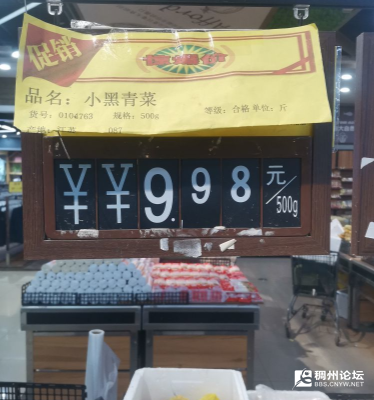 促销
品名：小黑青菜
货号：0104763 规格：500g 等级：合格 单位：斤
¥¥9.98元/500g
稠州论坛
BBS.CNYW.NET